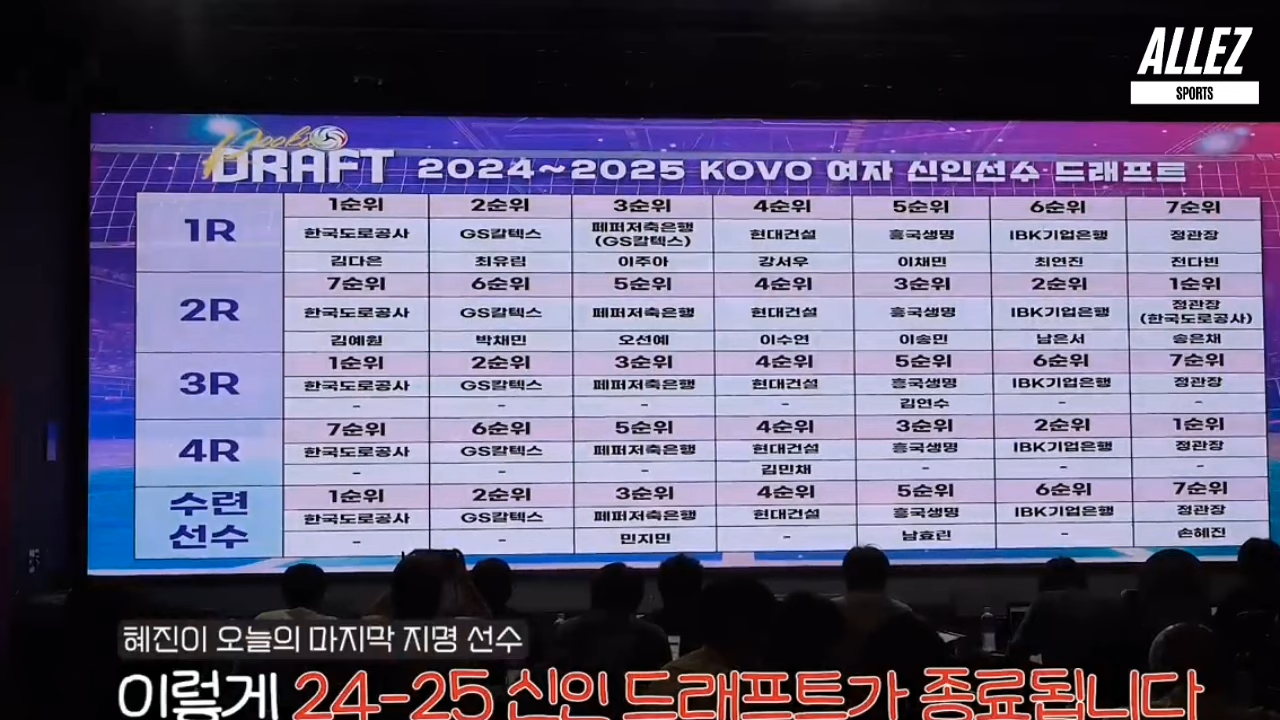 ALLEZ
SPORTS
Rookie
DRAFT 2024~2025 KOVO 여자 신인선수 드래프트
1R
1순위 2순위 3순위 4순위 5순위 6순위 7순위
한국도로공사 GS칼텍스 페퍼저축은행 (GS칼텍스) 현대건설 흥국생명 IBK기업은행 정관장
김다은 최유림 이주아 강서우 이채민 최연진 전다빈
2R
7순위 6순위 5순위 4순위 3순위 2순위 1순위
한국도로공사 GS칼텍스 페퍼저축은행 현대건설 흥국생명 IBK기업은행 정관장 (한국도로공사)
김예원 박채민 오선예 이수연 이송민 남은서 송은채
3R
1순위 2순위 3순위 4순위 5순위 6순위 7순위
한국도로공사 GS칼텍스 페퍼저축은행 현대건설 흥국생명 IBK기업은행 정관장
- - - - 김연수 - -
4R
7순위 6순위 5순위 4순위 3순위 2순위 1순위
한국도로공사 GS칼텍스 페퍼저축은행 현대건설 흥국생명 IBK기업은행 정관장
- - - 김민채 - - -
수련
선수
1순위 2순위 3순위 4순위 5순위 6순위 7순위
한국도로공사 GS칼텍스 페퍼저축은행 현대건설 흥국생명 IBK기업은행 정관장
- - 민지민 - 남효린 - 손혜진
혜진이 오늘의 마지막 지명 선수
이렇게 24-25 신인 드래프트가 종료됩니다